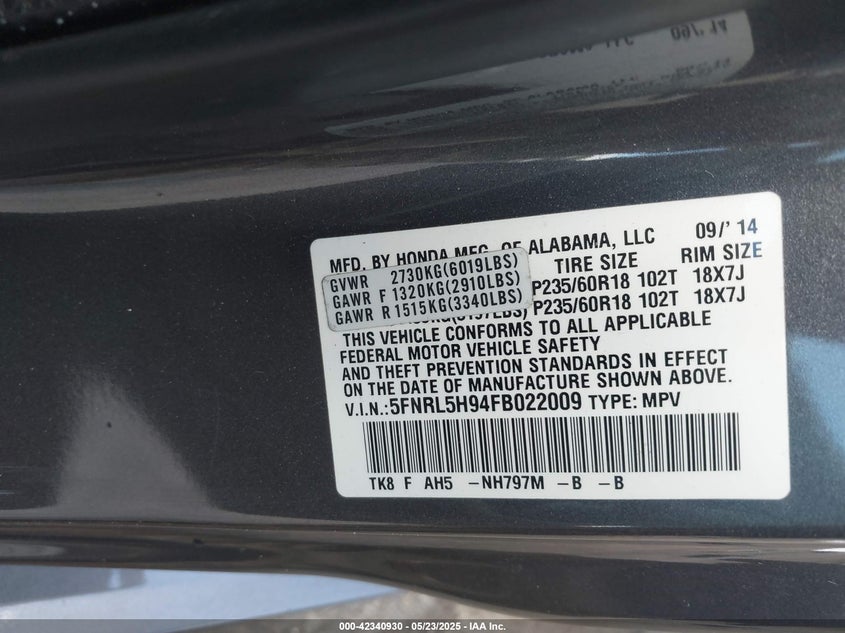 MFD. BY HONDA MFG. OF ALABAMA, LLC 09/' 14
GVWR 2730KG(6019LBS) TIRE SIZE RIM SIZE
GAWR F 1320KG(2910LBS) P235/60R18 102T 18X7J
GAWR R 1515KG(3340LBS) P235/60R18 102T 18X7J
THIS VEHICLE CONFORMS TO ALL APPLICABLE
FEDERAL MOTOR VEHICLE SAFETY
AND THEFT PREVENTION STANDARDS IN EFFECT
ON THE DATE OF MANUFACTURE SHOWN ABOVE.
V.I.N.:5FNRL5H94FB022009 TYPE: MPV
TK8 F AH5 -NH797M -B -B
000-42340930 - 05/23/2025 - IAA Inc.